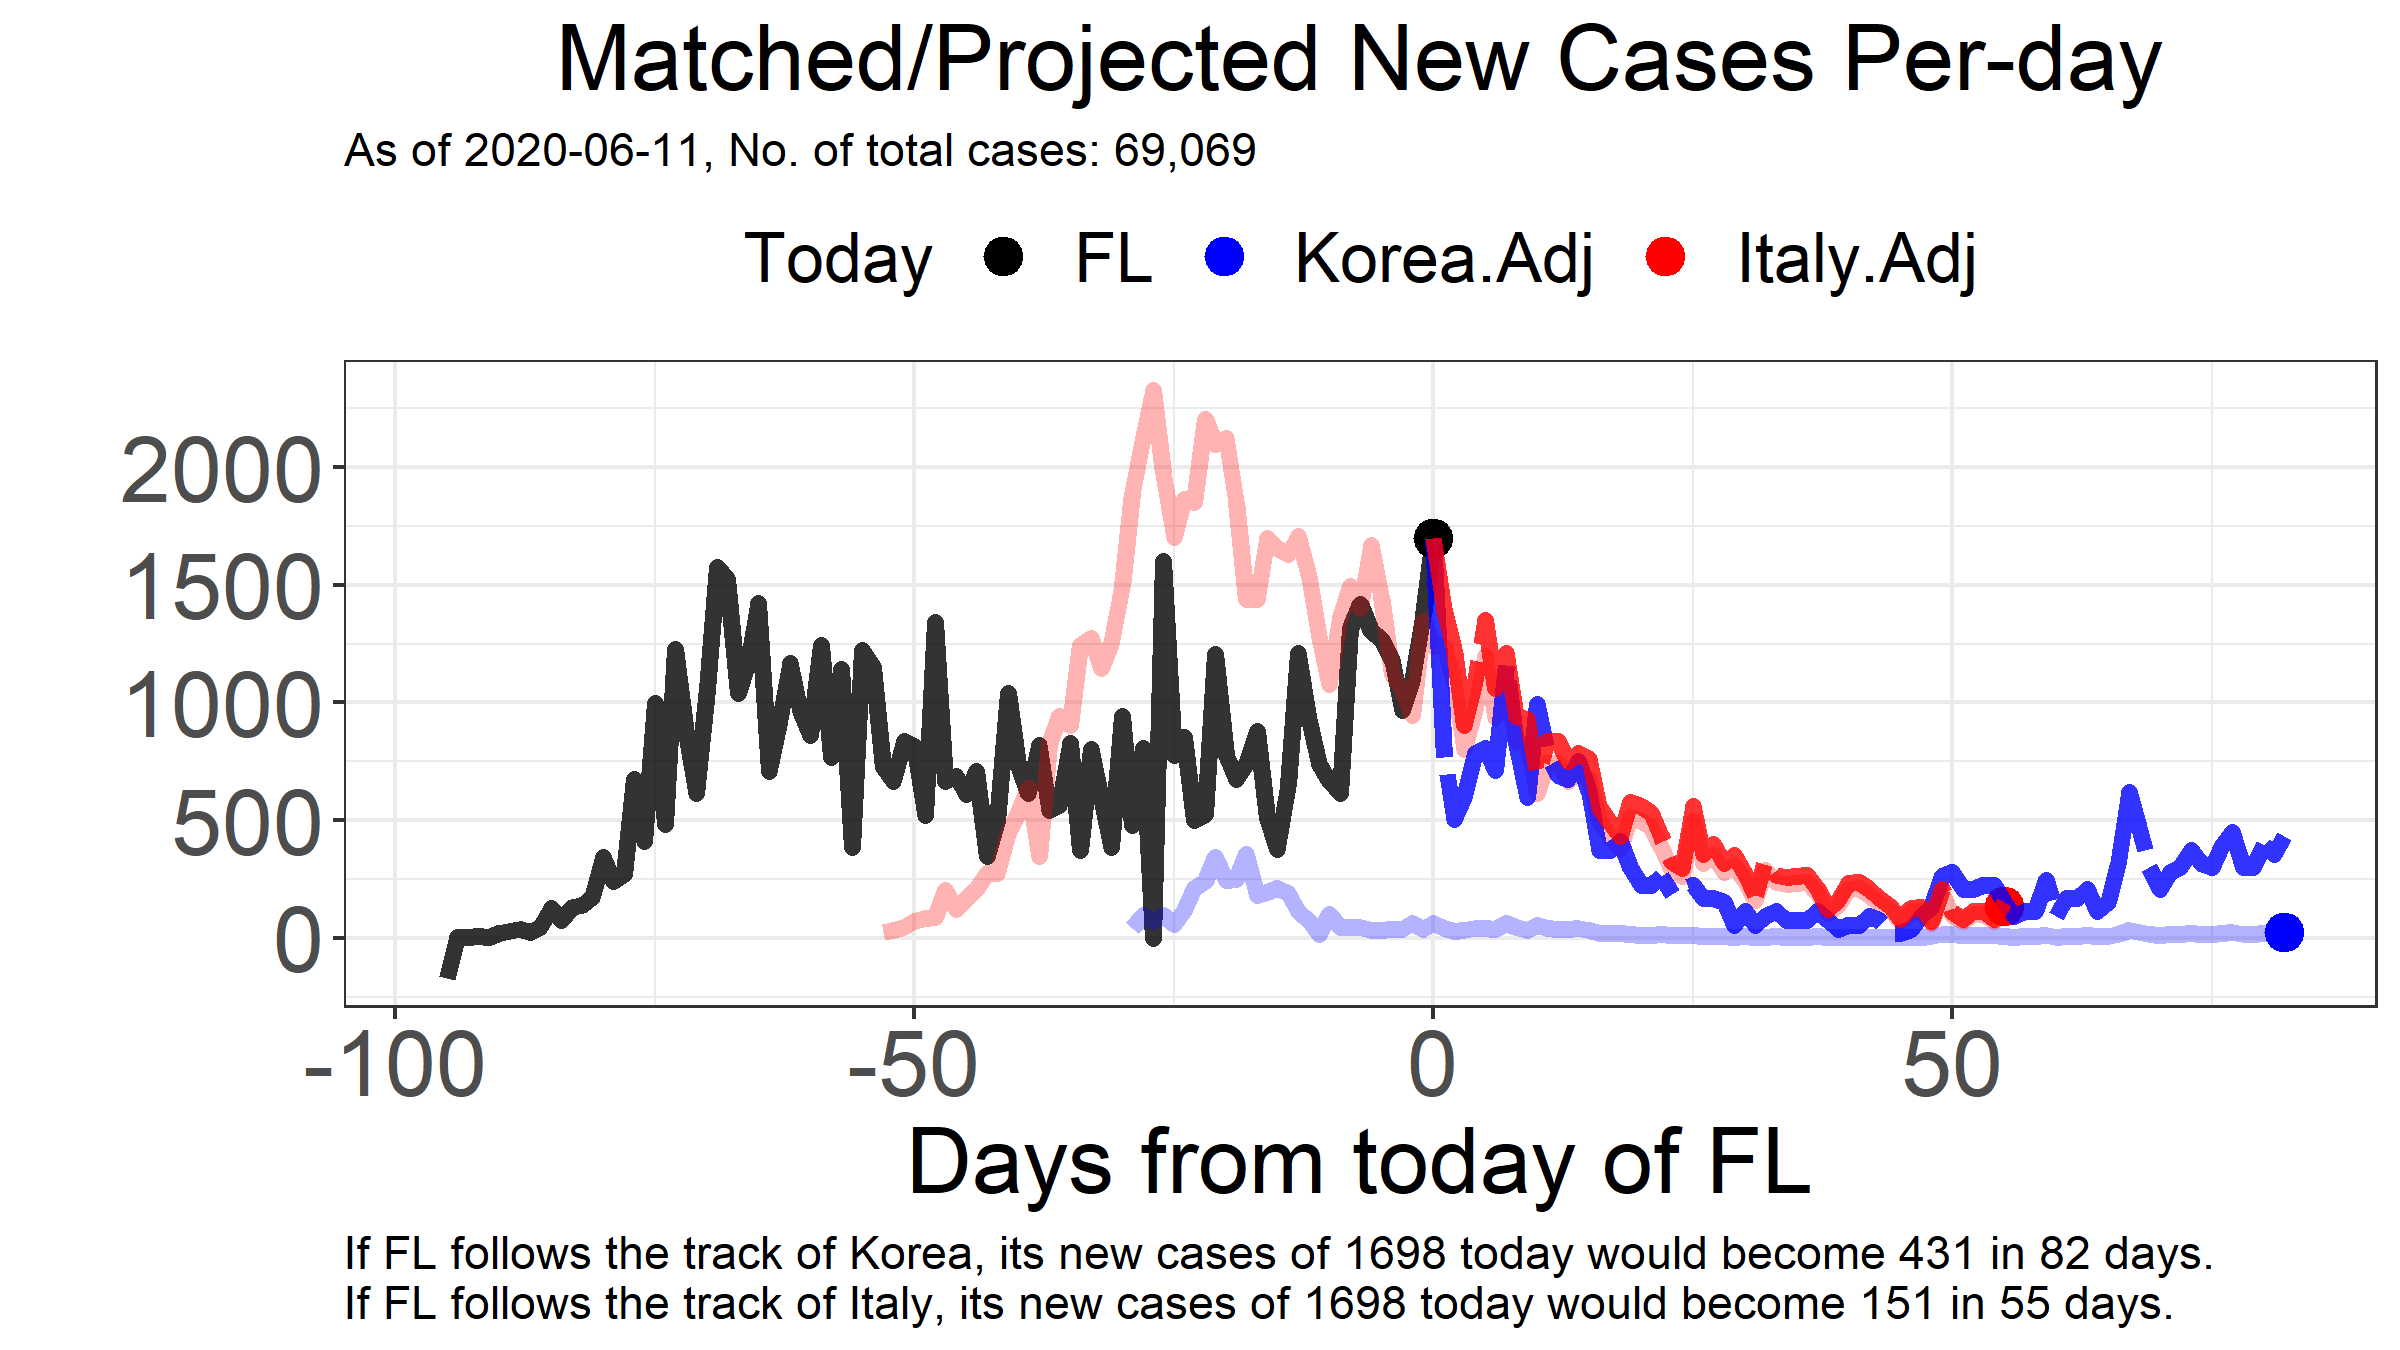 Matched/Projected New Cases Per-day
As of 2020-06-11, No. of total cases: 69,069
Today FL Korea.Adj Italy.Adj
2000
1500
1000
500
0
-100 -50 0 50
Days from today of FL
If FL follows the track of Korea, its new cases of 1698 today would become 431 in 82 days.
If FL follows the track of Italy, its new cases of 1698 today would become 151 in 55 days.